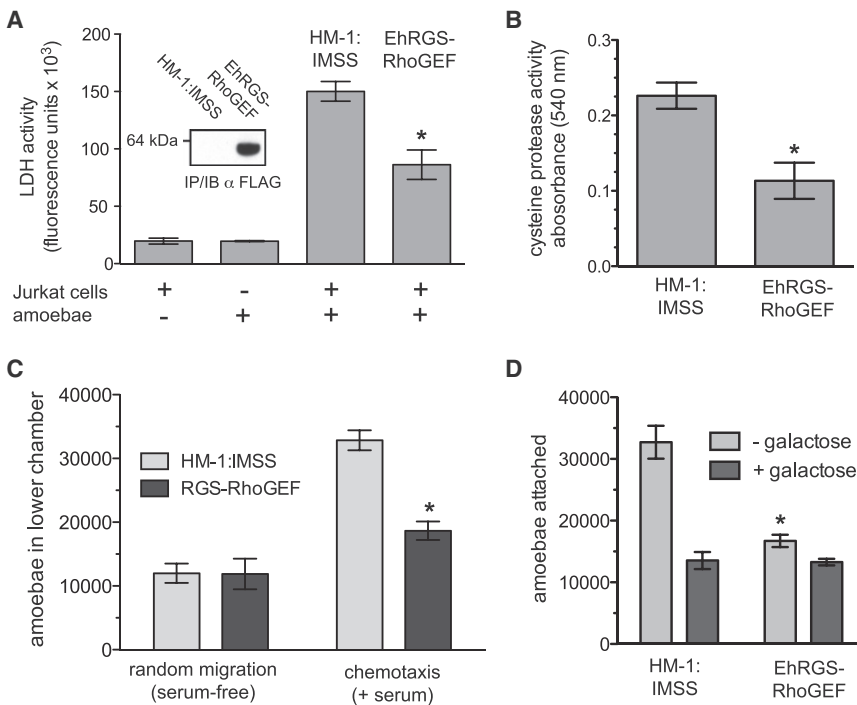 A
LDH activity
(fluorescence units x 10³)
200
150
100
50
0
HM-1:IMSS
EhRGS-
RhoGEF
64 kDa
IP/IB α FLAG
HM-1:
IMSS
EhRGS-
RhoGEF
*
Jurkat cells + - + +
amoebae - + + +
B
cysteine protease activity
abosorbance (540 nm)
0.3
0.2
0.1
0.0
*
HM-1:
IMSS
EhRGS-
RhoGEF
C
amoebae in lower chamber
40000
30000
20000
10000
0
HM-1:IMSS
RGS-RhoGEF
*
random migration
(serum-free)
chemotaxis
(+ serum)
D
amoebae attached
40000
30000
20000
10000
0
- galactose
+ galactose
*
HM-1:
IMSS
EhRGS-
RhoGEF